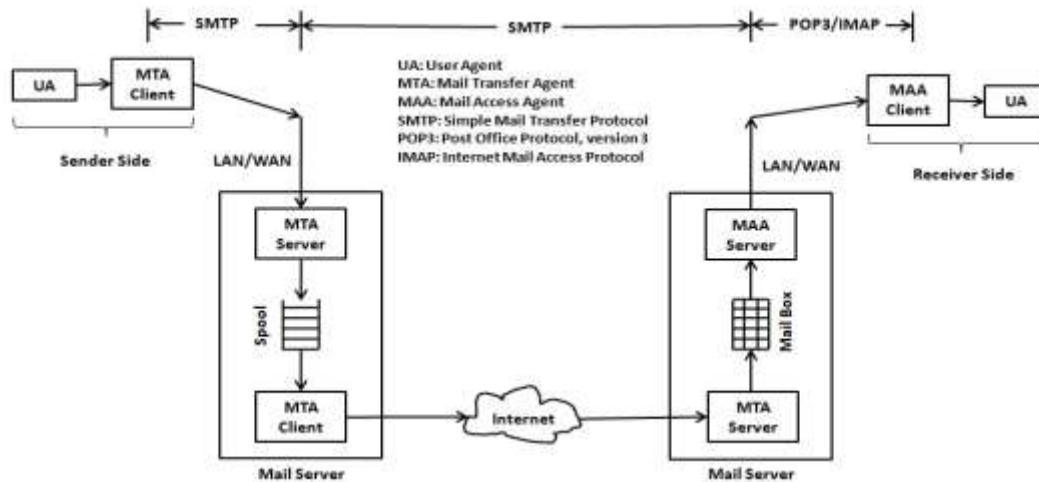 SMTP
SMTP
POP3/IMAP
UA
MTA
Client
UA: User Agent
MTA: Mail Transfer Agent
MAA: Mail Access Agent
SMTP: Simple Mail Transfer Protocol
POP3: Post Office Protocol, version 3
IMAP: Internet Mail Access Protocol
MAA
Client
UA
Sender Side
Receiver Side
LAN/WAN
LAN/WAN
MTA
Server
Spool
MTA
Client
Mail Server
Internet
MAA
Server
Mail Box
MTA
Server
Mail Server